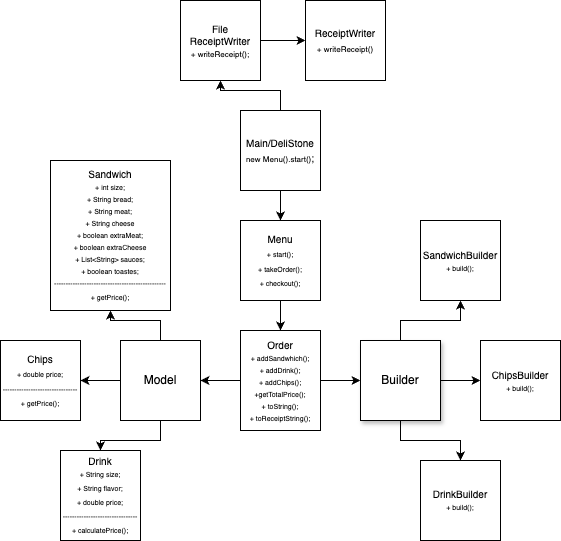 File
ReceiptWriter
+ writeReceipt();
ReceiptWriter
+ writeReceipt()
Main/DeliStone
new Menu().start();
Sandwich
+ int size;
+ String bread;
+ String meat;
+ String cheese
+ boolean extraMeat;
+ boolean extraCheese
+ List<String> sauces;
+ boolean toastes;
+ getPrice();
Menu
+ start();
+ takeOrder();
+ checkout();
SandwichBuilder
+ build();
Chips
+ double price;
+ getPrice();
Model
Order
+ addSandwhich();
+ addDrink();
+ addChips();
+getTotalPrice();
+ toString();
+ toReceiptString();
Builder
ChipsBuilder
+ build();
Drink
+ String size;
+ String flavor;
+ double price;
+ calculatePrice();
DrinkBuilder
+ build();